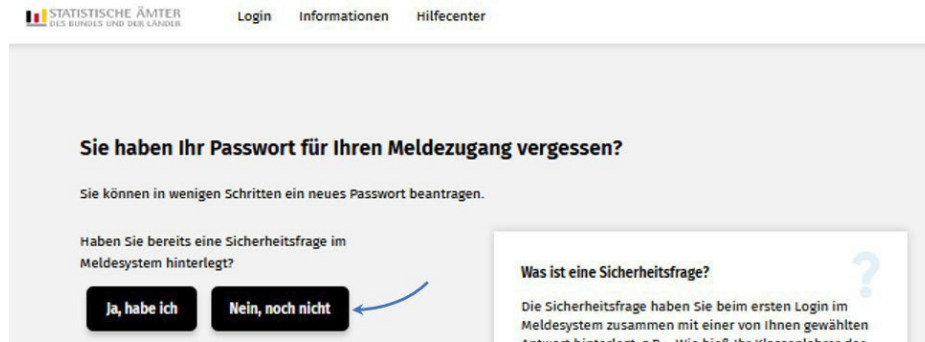 STATISTISCHE ÄMTER
DES BUNDES UND DER LÄNDER
Login Informationen Hilfecenter
Sie haben Ihr Passwort für Ihren Meldezugang vergessen?
Sie können in wenigen Schritten ein neues Passwort beantragen.
Haben Sie bereits eine Sicherheitsfrage im
Meldesystem hinterlegt?
Ja, habe ich Nein, noch nicht
?
Was ist eine Sicherheitsfrage?
Die Sicherheitsfrage haben Sie beim ersten Login im
Meldesystem zusammen mit einer von Ihnen gewählten